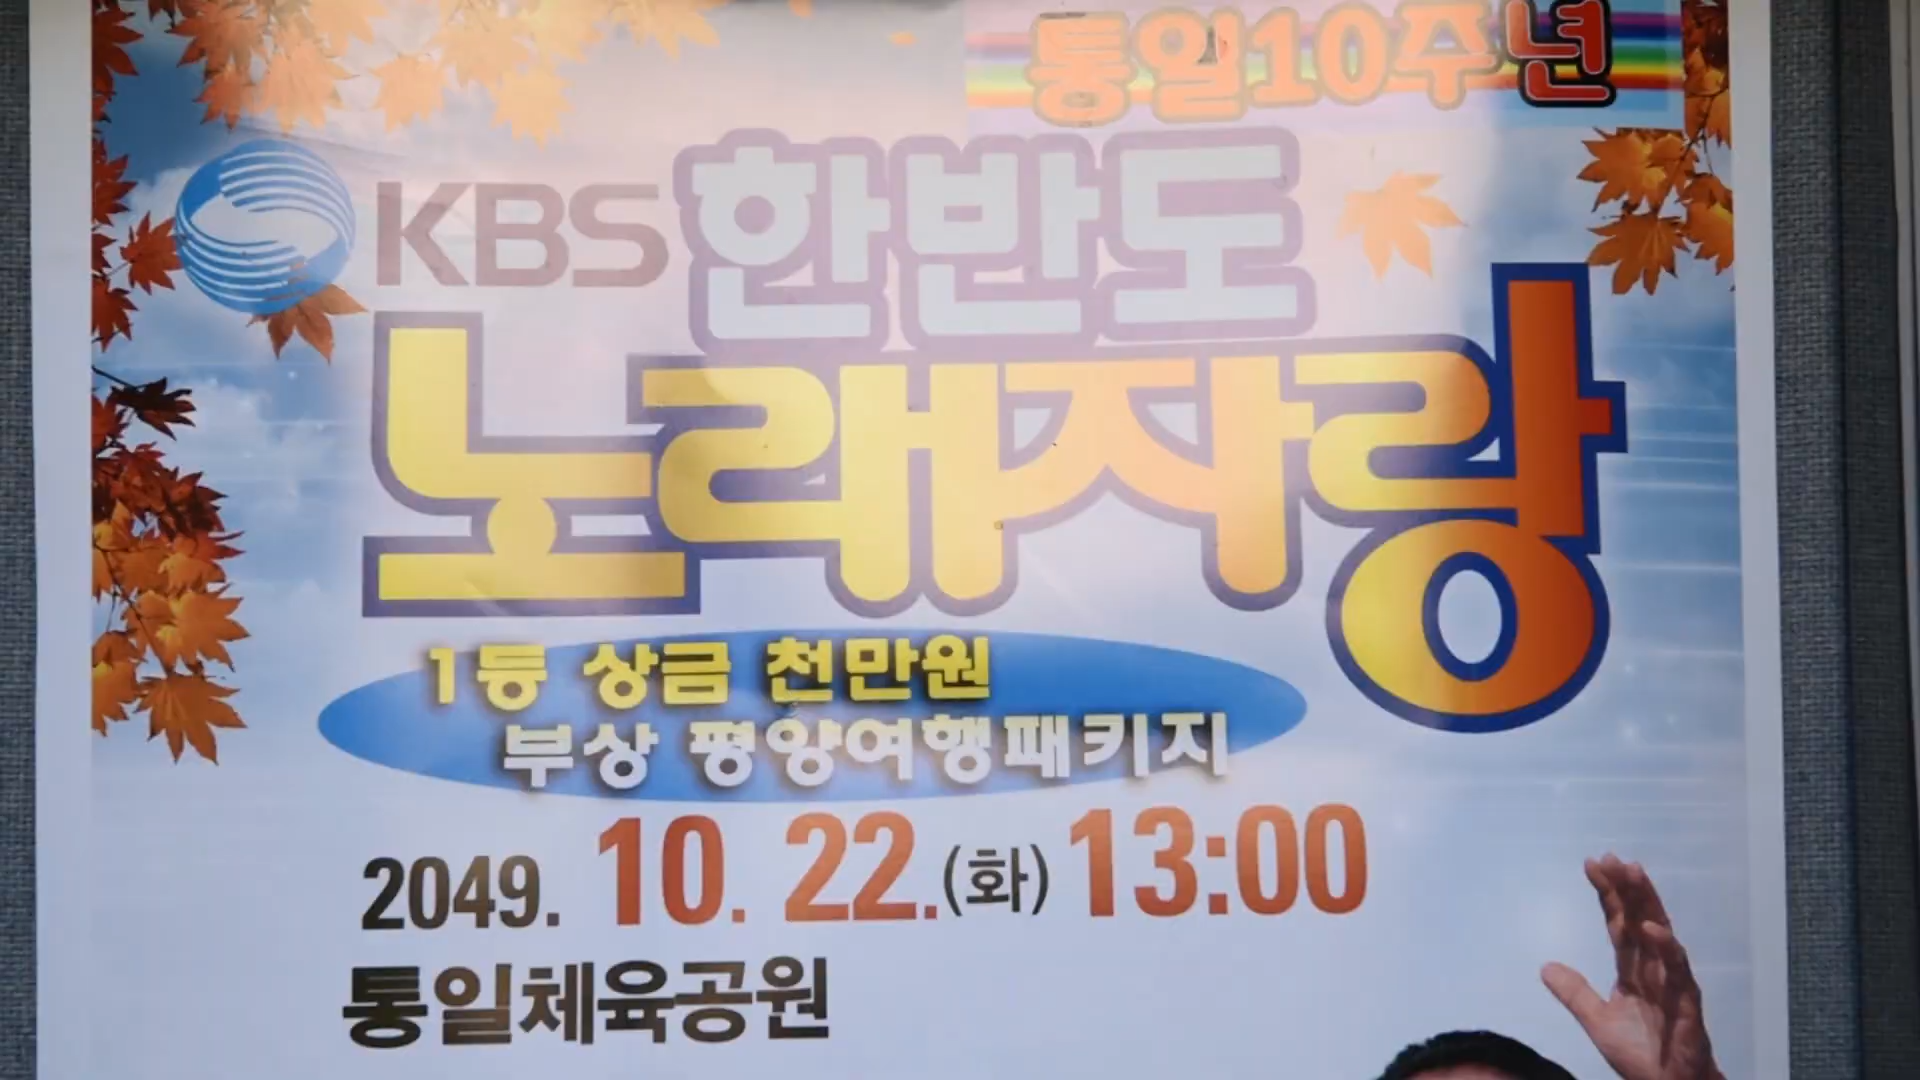 통일10주년
KBS 한반도
노래자랑
1등 상금 천만원
부상 평양여행패키지
2049. 10. 22.(화) 13:00
통일체육공원